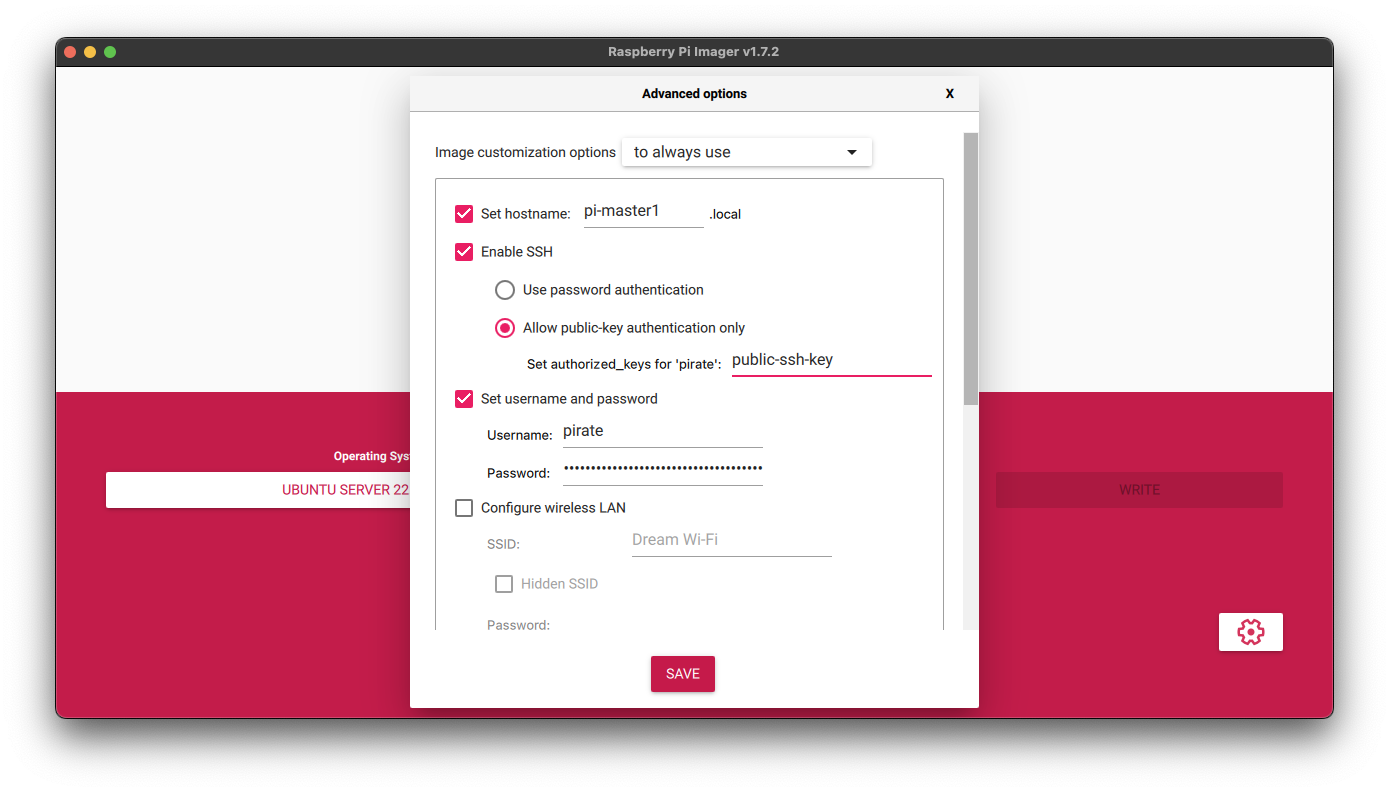 Raspberry Pi Imager v1.7.2
Advanced options X
Image customization options to always use
Set hostname: pi-master1 .local
Enable SSH
Use password authentication
Allow public-key authentication only
Set authorized_keys for 'pirate': public-ssh-key
Set username and password
Username: pirate
Operating Sys
Password: •••••••••••••••••••••••••••••••••••••
UBUNTU SERVER 22
WRITE
Configure wireless LAN
SSID: Dream Wi-Fi
Hidden SSID
Password:
SAVE